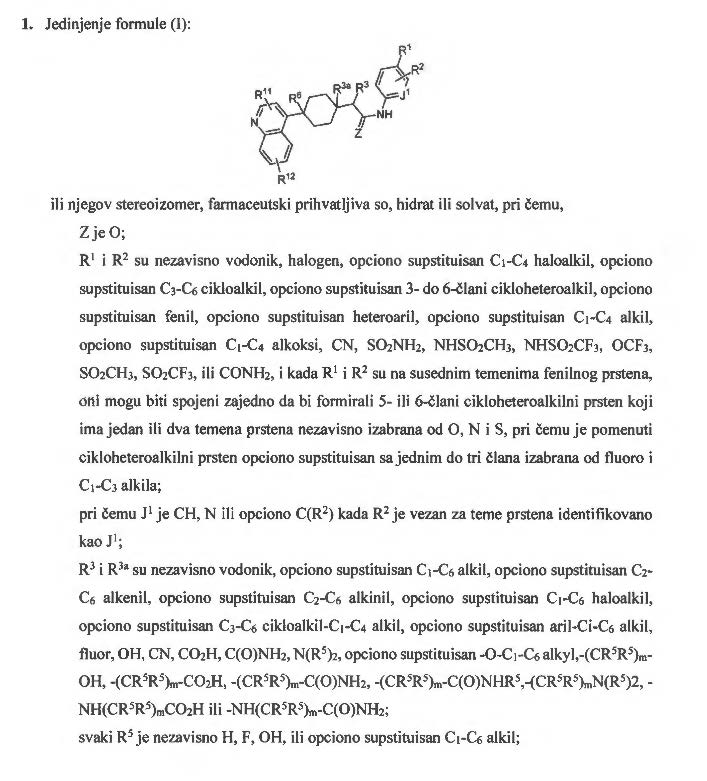 1. Jedinjenje formule (I):
R¹
R²
R¹¹
R⁶
R³ᵃ
R³
J¹
N
NH
Z
R¹²
ili njegov stereoizomer, farmaceutski prihvatljiva so, hidrat ili solvat, pri čemu,
Z je O;
R¹ i R² su nezavisno vodonik, halogen, opciono supstituisan C₁-C₄ haloalkil, opciono
supstituisan C₃-C₆ cikloalkil, opciono supstituisan 3- do 6-člani cikloheteroalkil, opciono
supstituisan fenil, opciono supstituisan heteroaril, opciono supstituisan C₁-C₄ alkil,
opciono supstituisan C₁-C₄ alkoksi, CN, SO₂NH₂, NHSO₂CH₃, NHSO₂CF₃, OCF₃,
SO₂CH₃, SO₂CF₃, ili CONH₂, i kada R¹ i R² su na susednim temenima fenilnog prstena,
oni mogu biti spojeni zajedno da bi formirali 5- ili 6-člani cikloheteroalkilni prsten koji
ima jedan ili dva temena prstena nezavisno izabrana od O, N i S, pri čemu je pomenuti
cikloheteroalkilni prsten opciono supstituisan sa jednim do tri člana izabrana od fluoro i
C₁-C₃ alkila;
pri čemu J¹ je CH, N ili opciono C(R²) kada R² je vezan za teme prstena identifikovano
kao J¹;
R³ i R³ᵃ su nezavisno vodonik, opciono supstituisan C₁-C₆ alkil, opciono supstituisan C₂-
C₆ alkenil, opciono supstituisan C₂-C₆ alkinil, opciono supstituisan C₁-C₆ haloalkil,
opciono supstituisan C₃-C₆ cikloalkil-C₁-C₄ alkil, opciono supstituisan aril-Ci-C₆ alkil,
fluor, OH, CN, CO₂H, C(O)NH₂, N(R⁵)₂, opciono supstituisan -O-C₁-C₆ alkyl,-(CR⁵R⁵)ₘ-
OH, -(CR⁵R⁵)ₘ-CO₂H, -(CR⁵R⁵)ₘ-C(O)NH₂, -(CR⁵R⁵)ₘ-C(O)NHR⁵,-(CR⁵R⁵)ₘN(R⁵)2, -
NH(CR⁵R⁵)ₘCO₂H ili -NH(CR⁵R⁵)ₘ-C(O)NH₂;
svaki R⁵ je nezavisno H, F, OH, ili opciono supstituisan C₁-C₆ alkil;